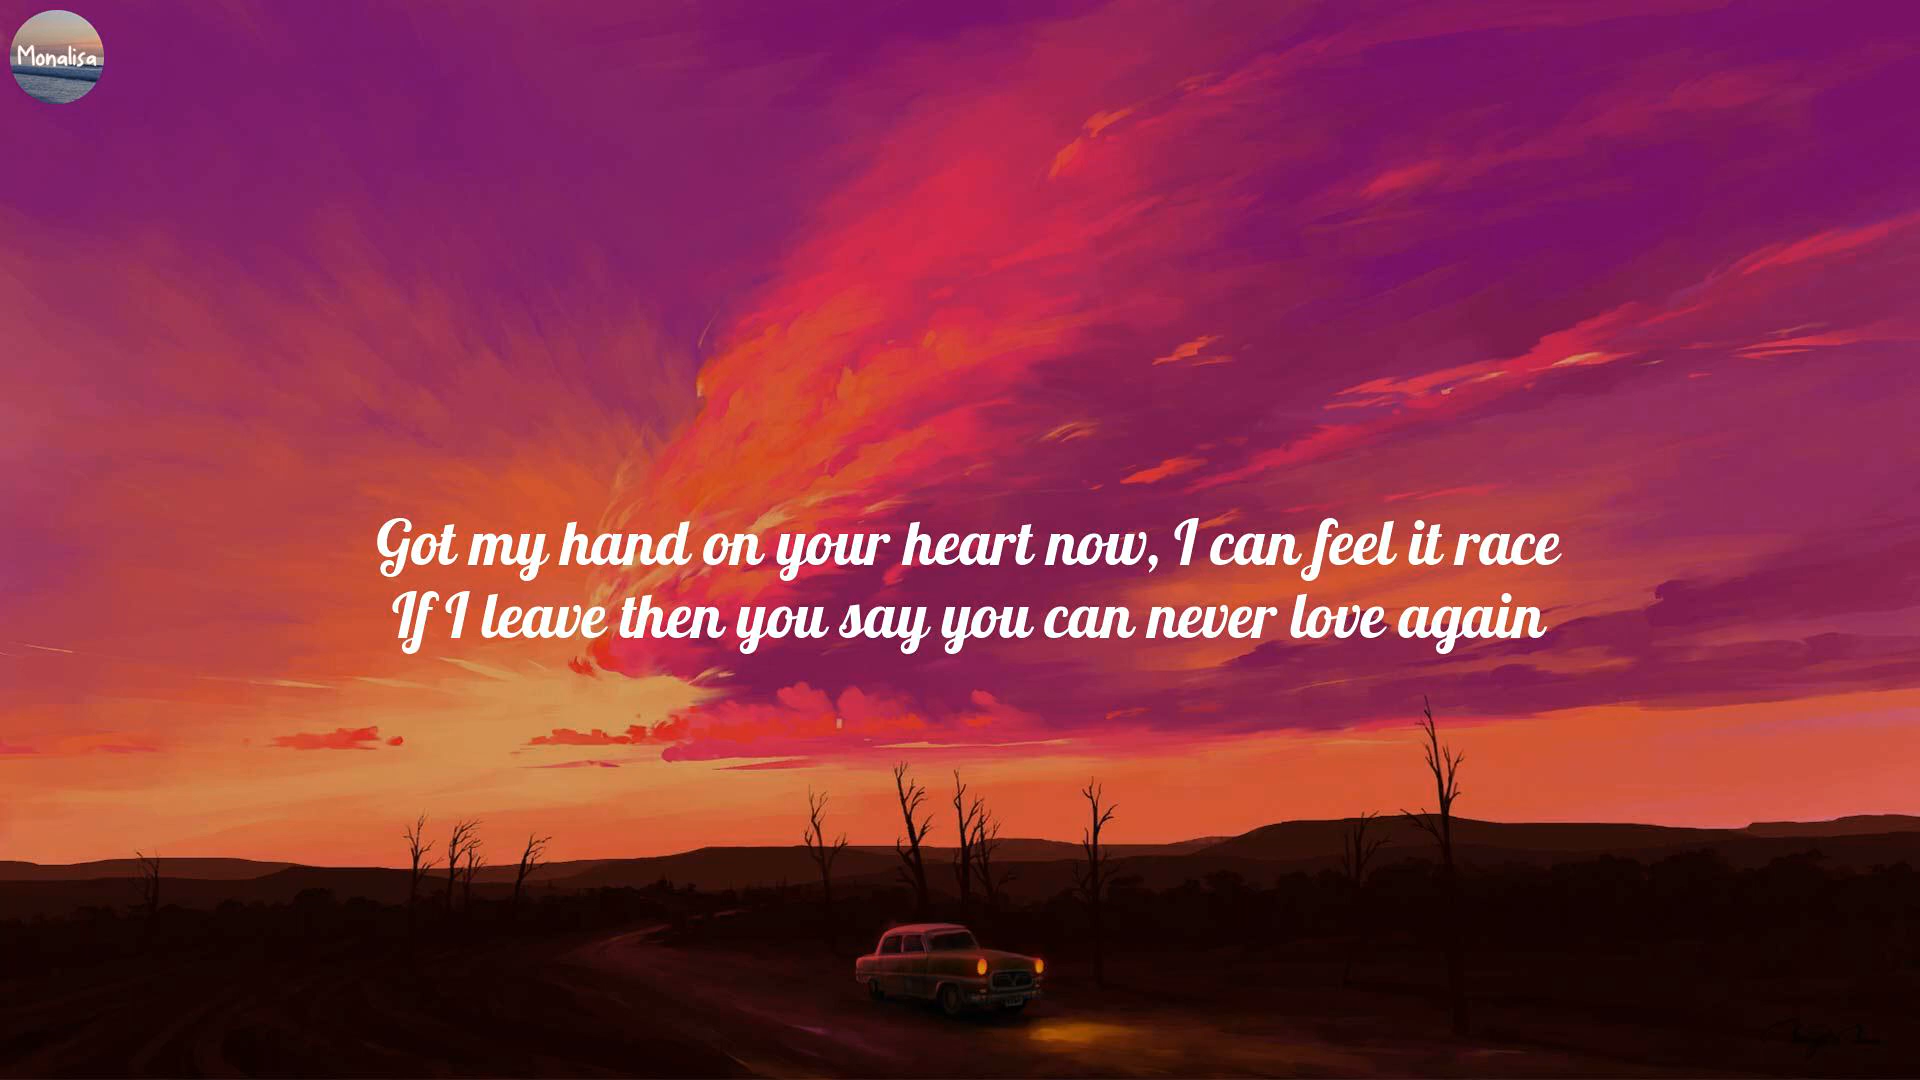 Monalisa
Got my hand on your heart now, I can feel it race
If I leave then you say you can never love again